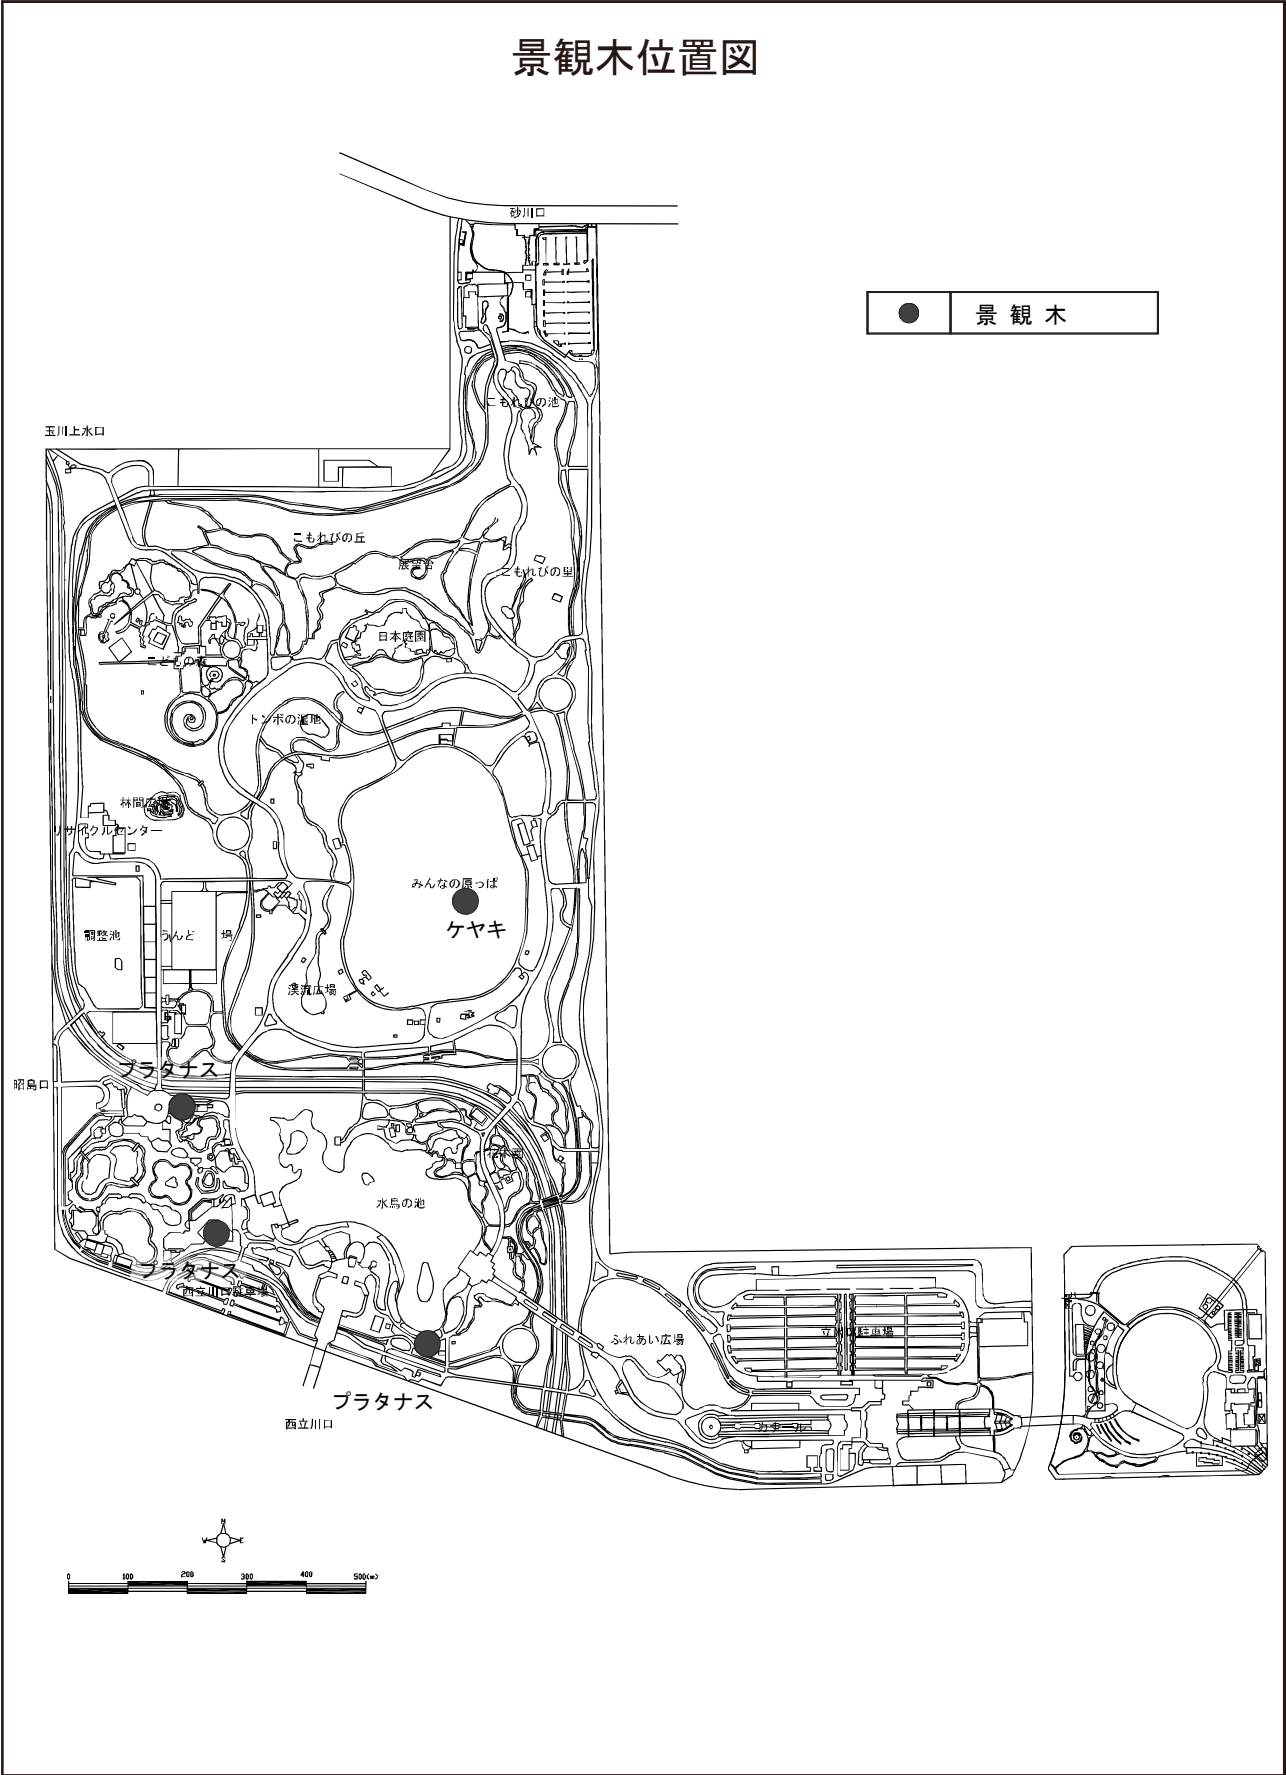 景観木位置図
砂川口
景観木
こもれびの池
玉川上水口
こもれびの丘
展望台
こもれびの里
日本庭園
こどもの森
トンボの湿地
林間広場
リサイクルセンター
みんなの原っぱ
ケヤキ
調整池
うんど 場
渓流広場
プラタナス
昭島口
水鳥の池
プラタナス
西立川口駐車場
ふれあい広場
立川口駐車場
プラタナス
西立川口
カナール
N
W E
S
0 100 200 300 400 500(m)